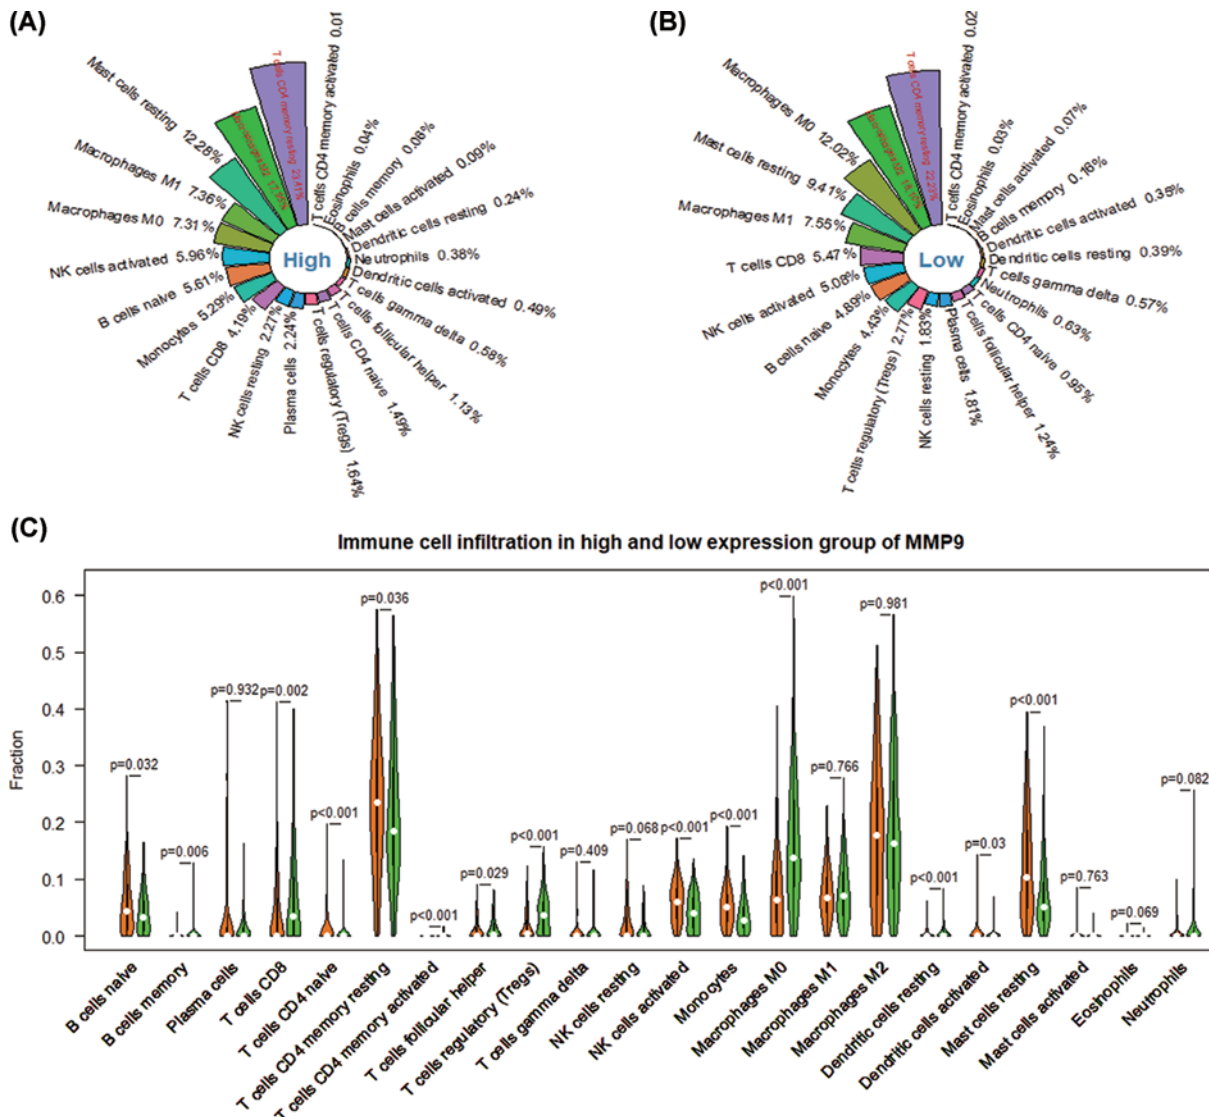 (A)
T cells CD4 memory activated 0.01
Eosinophils 0.04%
B cells memory 0.08%
Mast cells activated 0.09%
Dendritic cells resting 0.24%
Neutrophils 0.38%
Dendritic cells activated 0.49%
T cells gamma delta 0.58%
T cells follicular helper 1.13%
T cells CD4 naive 1.49%
T cells regulatory (Tregs) 1.64%
Plasma cells 2.24%
NK cells resting 2.27%
T cells CD8 4.19%
Monocytes 5.29%
B cells naive 5.61%
NK cells activated 5.96%
Macrophages M0 7.31%
Macrophages M1 7.36%
Mast cells resting 12.28%
T cells CD4 memory resting 23.41%
High
(B)
T cells CD4 memory activated 0.02
Eosinophils 0.03%
Mast cells activated 0.07%
B cells memory 0.16%
Dendritic cells activated 0.35%
Dendritic cells resting 0.39%
T cells gamma delta 0.57%
Neutrophils 0.63%
T cells CD4 naive 0.95%
T cells follicular helper 1.24%
Plasma cells 1.81%
NK cells resting 1.83%
T cells regulatory (Tregs) 2.77%
Monocytes 4.43%
B cells naive 4.89%
NK cells activated 5.08%
T cells CD8 5.47%
Macrophages M1 7.55%
Mast cells resting 9.41%
Macrophages M0 12.02%
T cells CD4 memory resting 22.23%
Low
(C)
Immune cell infiltration in high and low expression group of MMP9
Fraction
0.6
0.5
0.4
0.3
0.2
0.1
0.0
p=0.032
p=0.006
p=0.932
p=0.002
p<0.001
p=0.036
p<0.001
p=0.029
p<0.001
p=0.409
p=0.068
p<0.001
p<0.001
p<0.001
p=0.766
p=0.981
p<0.001
p=0.03
p<0.001
p=0.763
p=0.069
p=0.082
B cells naive
B cells memory
Plasma cells
T cells CD8
T cells CD4 naive
T cells CD4 memory resting
T cells CD4 memory activated
T cells follicular helper
T cells regulatory (Tregs)
T cells gamma delta
NK cells resting
NK cells activated
Monocytes
Macrophages M0
Macrophages M1
Macrophages M2
Dendritic cells resting
Dendritic cells activated
Mast cells resting
Mast cells activated
Eosinophils
Neutrophils